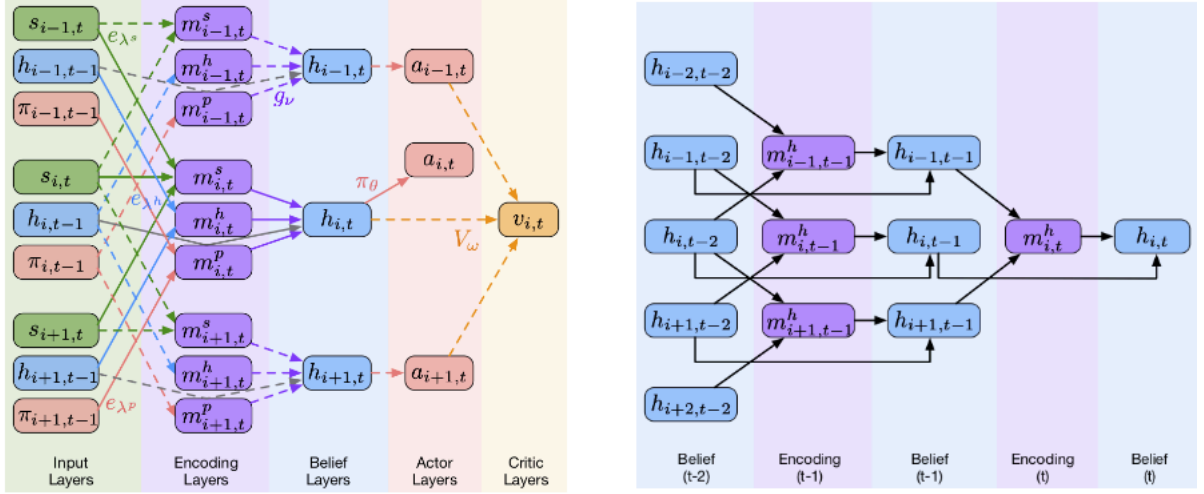 s_{i-1,t}
h_{i-1,t-1}
π_{i-1,t-1}
s_{i,t}
h_{i,t-1}
π_{i,t-1}
s_{i+1,t}
h_{i+1,t-1}
π_{i+1,t-1}
e_{λ^s}
e_{λ^h}
e_{λ^p}
m^s_{i-1,t}
m^h_{i-1,t}
m^p_{i-1,t}
m^s_{i,t}
m^h_{i,t}
m^p_{i,t}
m^s_{i+1,t}
m^h_{i+1,t}
m^p_{i+1,t}
g_ν
h_{i-1,t}
h_{i,t}
h_{i+1,t}
π_θ
a_{i-1,t}
a_{i,t}
a_{i+1,t}
V_ω
v_{i,t}
Input
Layers
Encoding
Layers
Belief
Layers
Actor
Layers
Critic
Layers
h_{i-2,t-2}
h_{i-1,t-2}
h_{i,t-2}
h_{i+1,t-2}
h_{i+2,t-2}
m^h_{i-1,t-1}
m^h_{i,t-1}
m^h_{i+1,t-1}
h_{i-1,t-1}
h_{i,t-1}
h_{i+1,t-1}
m^h_{i,t}
h_{i,t}
Belief
(t-2)
Encoding
(t-1)
Belief
(t-1)
Encoding
(t)
Belief
(t)